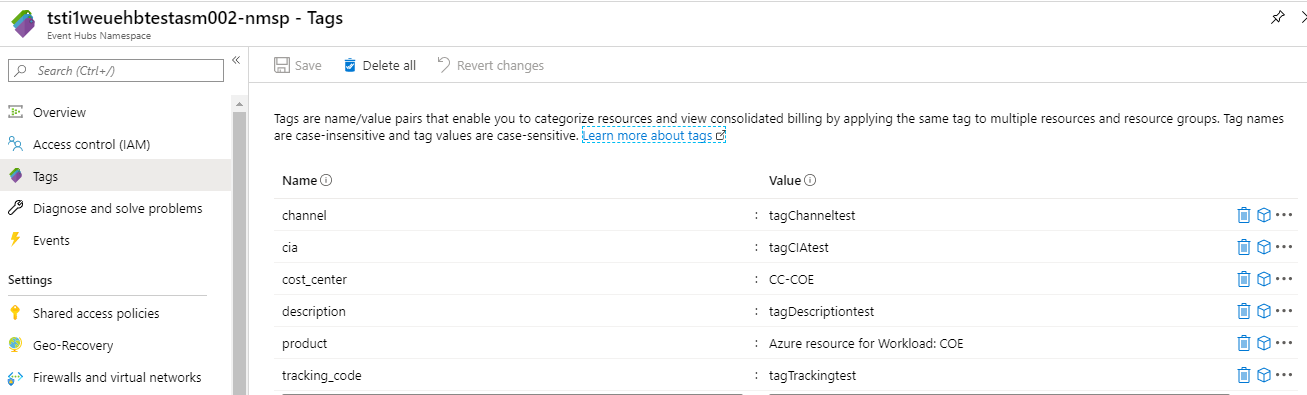 tsti1weuehbtestasm002-nmsp - Tags
Event Hubs Namespace
Search (Ctrl+/)
«
Overview
Access control (IAM)
Tags
Diagnose and solve problems
Events
Settings
Shared access policies
Geo-Recovery
Firewalls and virtual networks
Save Delete all Revert changes
Tags are name/value pairs that enable you to categorize resources and view consolidated billing by applying the same tag to multiple resources and resource groups. Tag names
are case-insensitive and tag values are case-sensitive. Learn more about tags
Name Value
channel : tagChanneltest
cia : tagCIAtest
cost_center : CC-COE
description : tagDescriptiontest
product : Azure resource for Workload: COE
tracking_code : tagTrackingtest